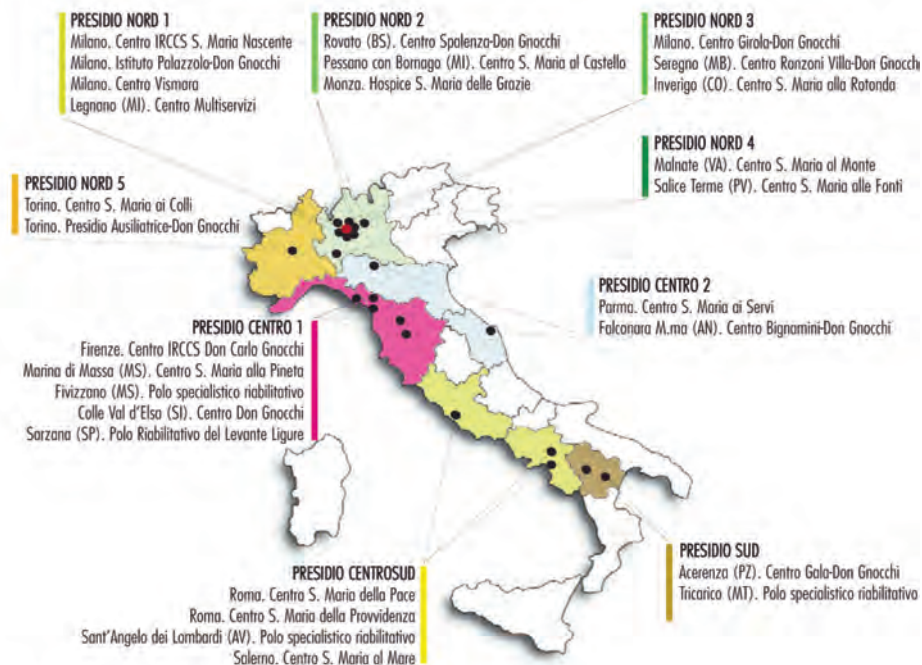 PRESIDIO NORD 1
Milano. Centro IRCCS S. Maria Nascente
Milano. Istituto Palazzolo-Don Gnocchi
Milano. Centro Vismara
Legnano (MI). Centro Multiservizi
PRESIDIO NORD 2
Rovato (BS). Centro Spalenza-Don Gnocchi
Pessano con Bornago (MI). Centro S. Maria al Castello
Monza. Hospice S. Maria delle Grazie
PRESIDIO NORD 3
Milano. Centro Girola-Don Gnocchi
Seregno (MB). Centro Ronzoni Villa-Don Gnocch
Inverigo (CO). Centro S. Maria alla Rotonda
PRESIDIO NORD 4
Malnate (VA). Centro S. Maria al Monte
Salice Terme (PV). Centro S. Maria alle Fonti
PRESIDIO NORD 5
Torino. Centro S. Maria ai Colli
Torino. Presidio Ausiliatrice-Don Gnocchi
PRESIDIO CENTRO 2
Parma. Centro S. Maria ai Servi
Falconara M.ma (AN). Centro Bignamini-Don Gnocchi
PRESIDIO CENTRO 1
Firenze. Centro IRCCS Don Carlo Gnocchi
Marina di Massa (MS). Centro S. Maria alla Pineta
Fivizzano (MS). Polo specialistico riabilitativo
Colle Val d'Elsa (SI). Centro Don Gnocchi
Sarzana (SP). Polo Riabilitativo del Levante Ligure
PRESIDIO CENTROSUD
Roma. Centro S. Maria della Pace
Roma. Centro S. Maria della Provvidenza
Sant'Angelo dei Lombardi (AV). Polo specialistico riabilitativo
Salerno. Centro S. Maria al Mare
PRESIDIO SUD
Acerenza (PZ). Centro Gala-Don Gnocchi
Tricarico (MT). Polo specialistico riabilitativo